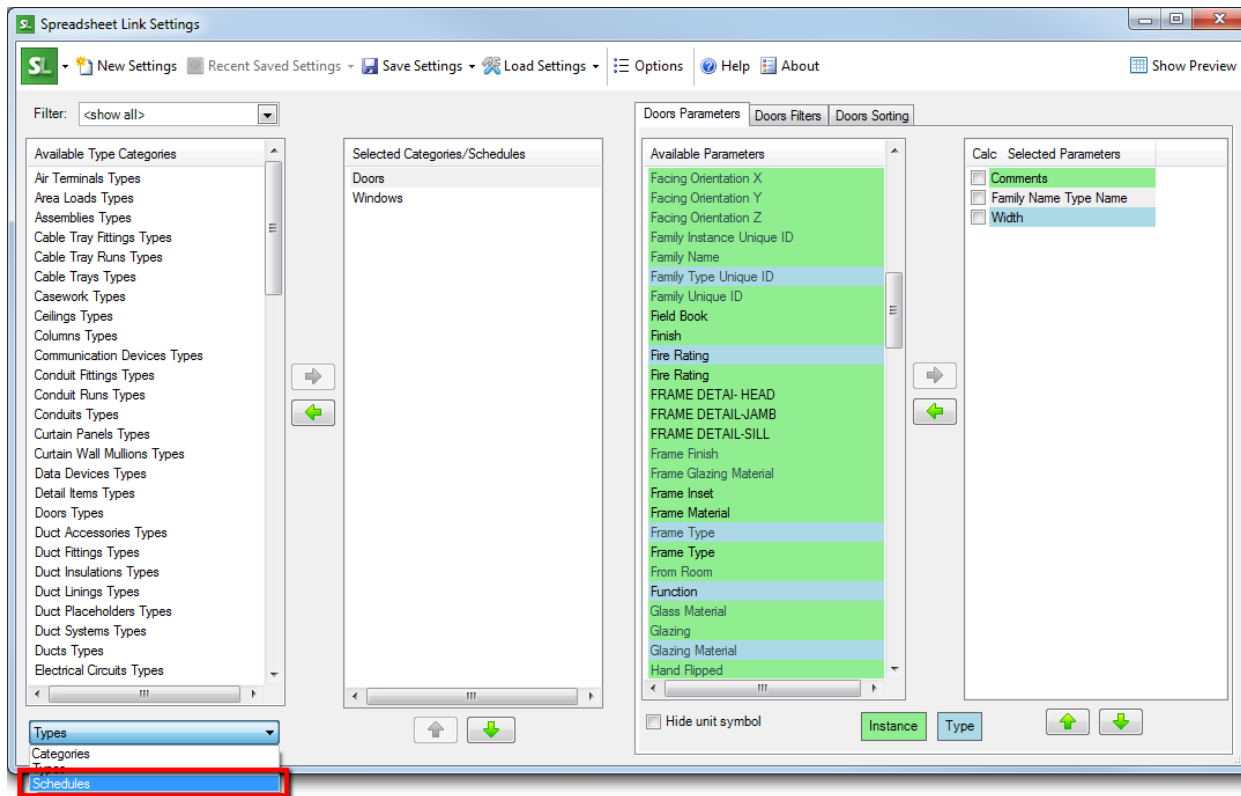 SL Spreadsheet Link Settings
SL New Settings Recent Saved Settings Save Settings Load Settings Options Help About Show Preview
Filter: <show all>
Available Type Categories
Air Terminals Types
Area Loads Types
Assemblies Types
Cable Tray Fittings Types
Cable Tray Runs Types
Cable Trays Types
Casework Types
Ceilings Types
Columns Types
Communication Devices Types
Conduit Fittings Types
Conduit Runs Types
Conduits Types
Curtain Panels Types
Curtain Wall Mullions Types
Data Devices Types
Detail Items Types
Doors Types
Duct Accessories Types
Duct Fittings Types
Duct Insulations Types
Duct Linings Types
Duct Placeholders Types
Duct Systems Types
Ducts Types
Electrical Circuits Types
Types
Categories
Types
Schedules
Selected Categories/Schedules
Doors
Windows
Doors Parameters Doors Filters Doors Sorting
Available Parameters
Facing Orientation X
Facing Orientation Y
Facing Orientation Z
Family Instance Unique ID
Family Name
Family Type Unique ID
Family Unique ID
Field Book
Finish
Fire Rating
Fire Rating
FRAME DETAI- HEAD
FRAME DETAIL-JAMB
FRAME DETAIL-SILL
Frame Finish
Frame Glazing Material
Frame Inset
Frame Material
Frame Type
Frame Type
From Room
Function
Glass Material
Glazing
Glazing Material
Hand Flipped
Hide unit symbol
Instance
Type
Calc Selected Parameters
Comments
Family Name Type Name
Width